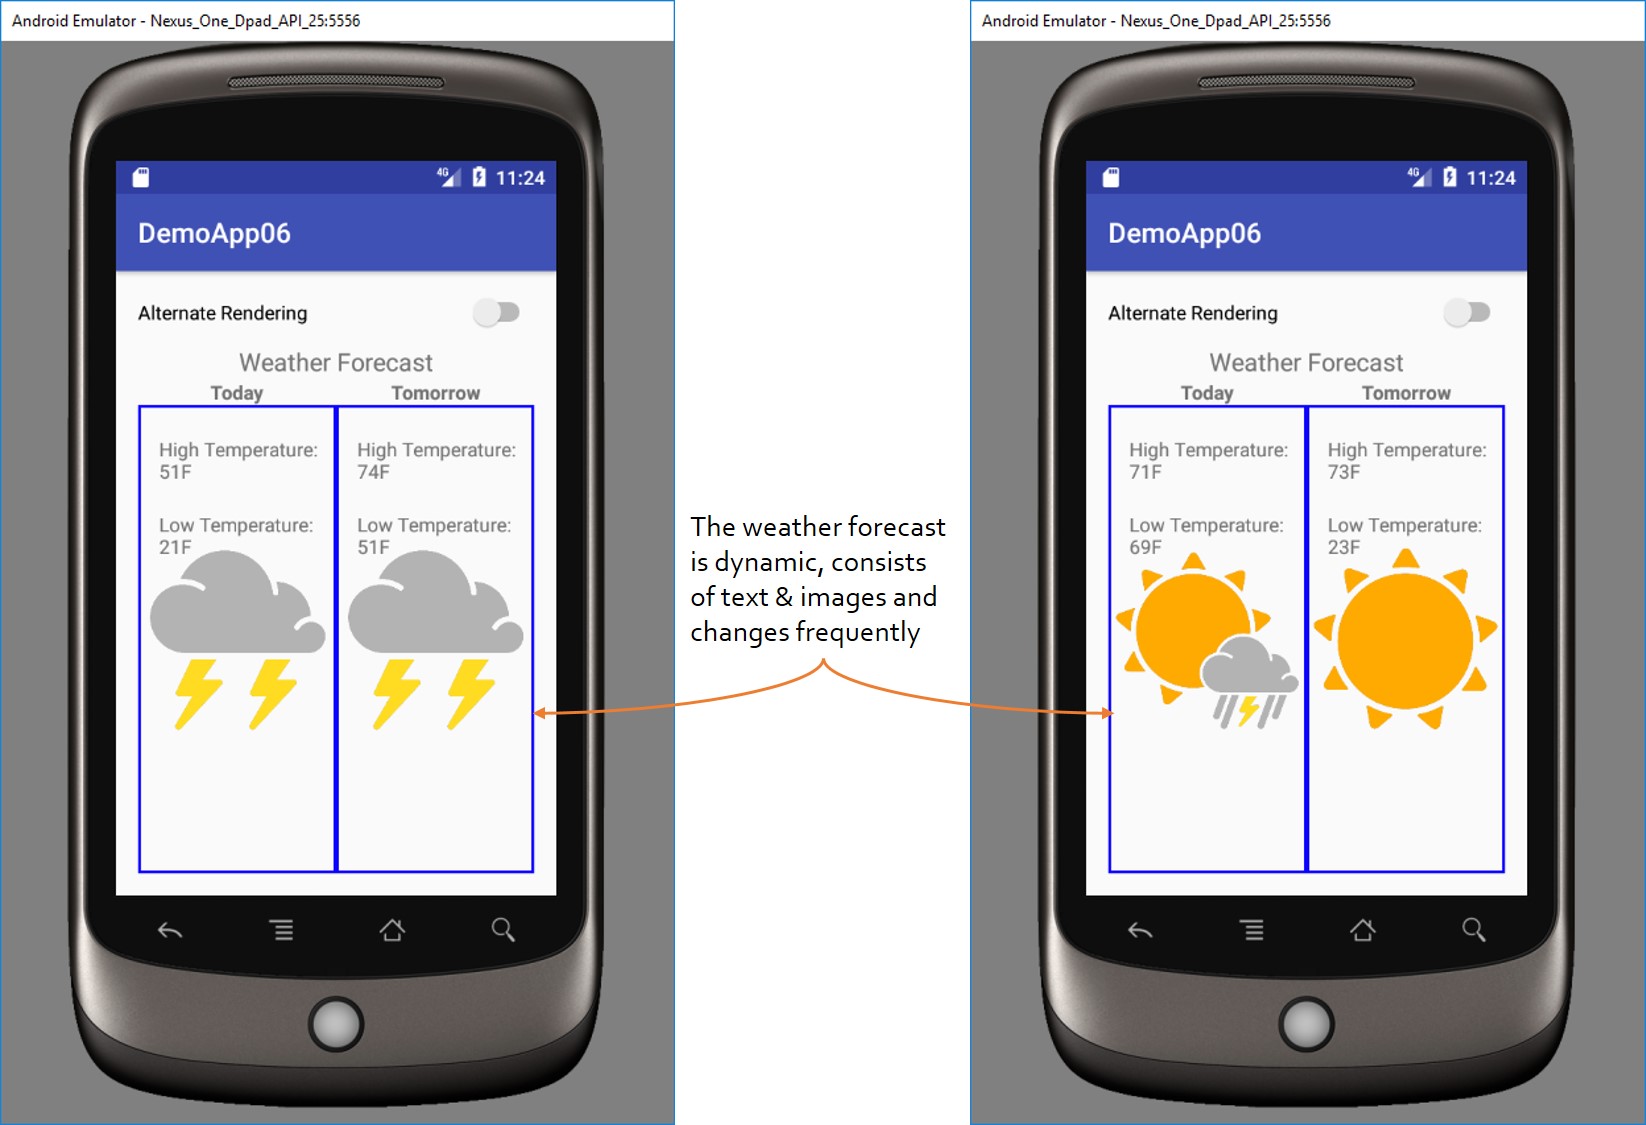 Android Emulator - Nexus_One_Dpad_API_25:5556
4G 11:24
DemoApp06
Alternate Rendering
Weather Forecast
Today Tomorrow
High Temperature: High Temperature:
51F 74F
Low Temperature: Low Temperature:
21F 51F
The weather forecast
is dynamic, consists
of text & images and
changes frequently
Android Emulator - Nexus_One_Dpad_API_25:5556
4G 11:24
DemoApp06
Alternate Rendering
Weather Forecast
Today Tomorrow
High Temperature: High Temperature:
71F 73F
Low Temperature: Low Temperature:
69F 23F